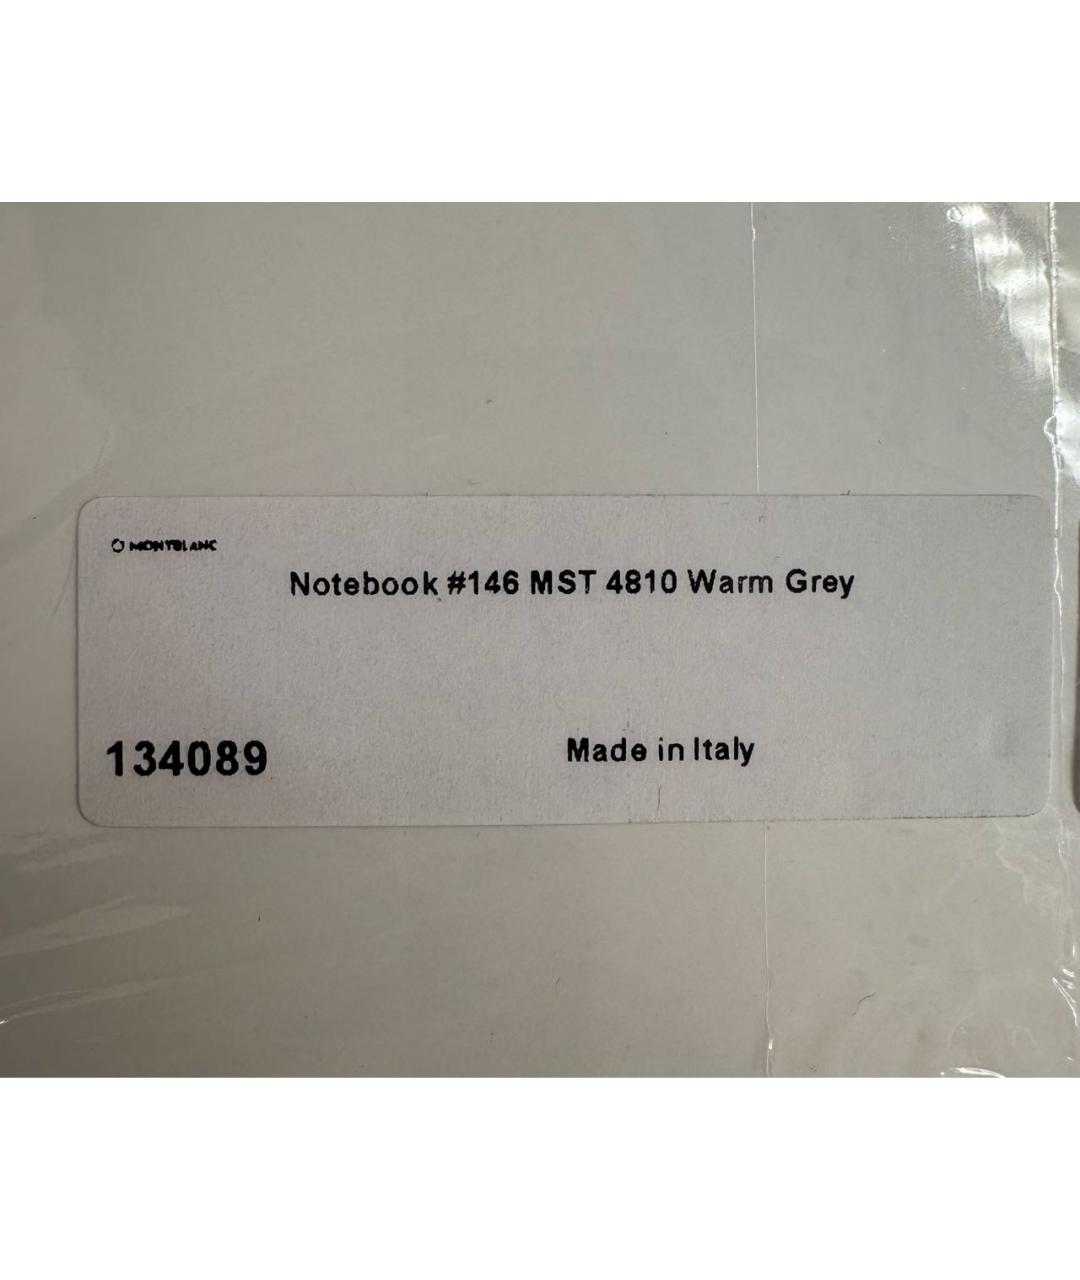 MONTBLANC
Notebook #146 MST 4810 Warm Grey
134089
Made in Italy